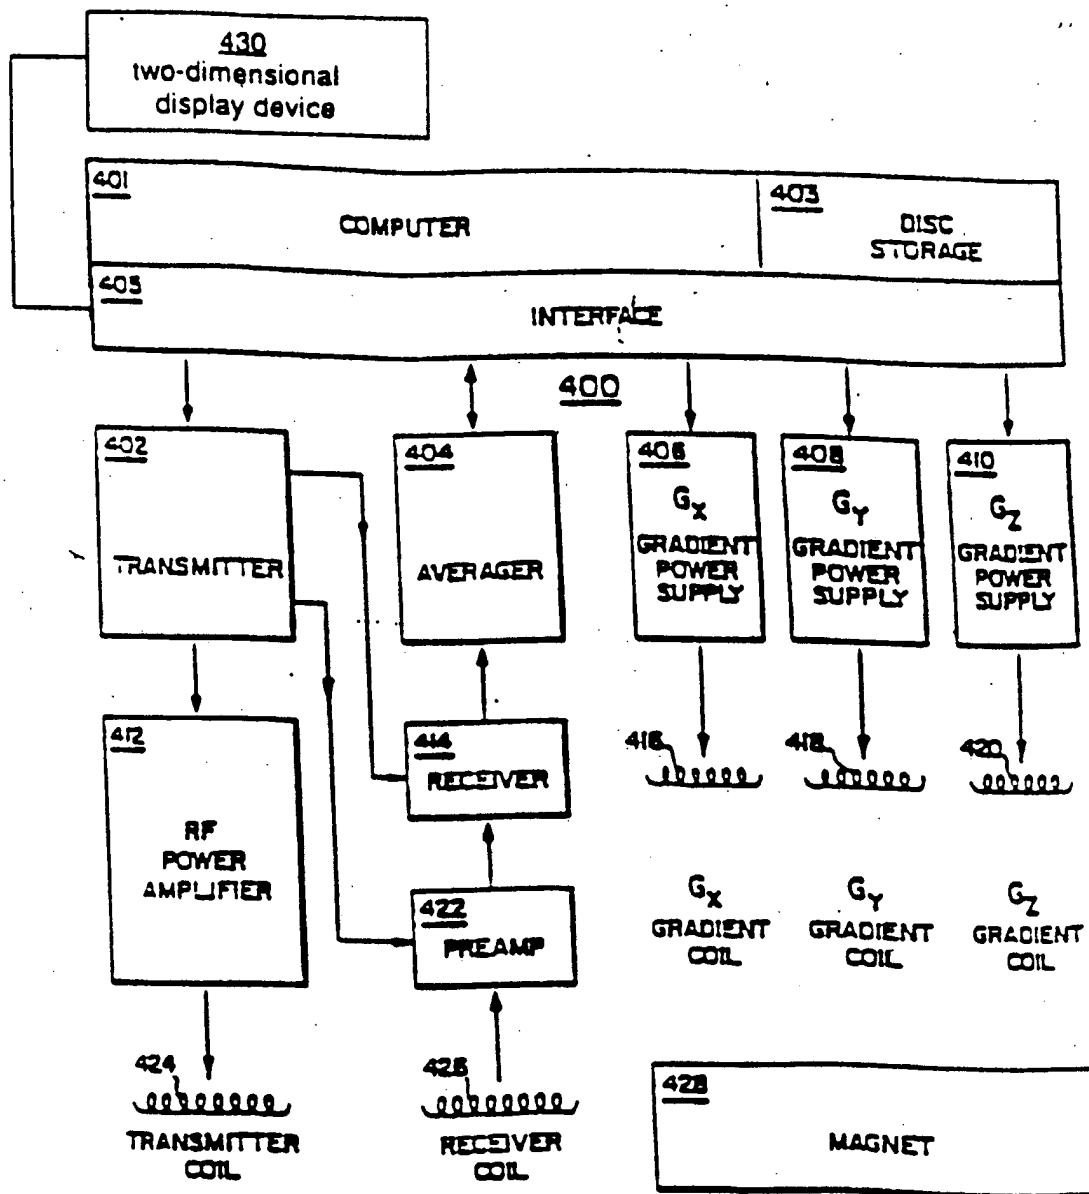 430
two-dimensional
display device
401
COMPUTER
403
DISC
STORAGE
405
INTERFACE
400
402
TRANSMITTER
404
AVERAGER
406
GX
GRADIENT
POWER
SUPPLY
408
GY
GRADIENT
POWER
SUPPLY
410
GZ
GRADIENT
POWER
SUPPLY
412
RF
POWER
AMPLIFIER
414
RECEIVER
416
418
420
422
PREAMP
GX
GRADIENT
COIL
GY
GRADIENT
COIL
GZ
GRADIENT
COIL
424
TRANSMITTER
COIL
426
RECEIVER
COIL
428
MAGNET